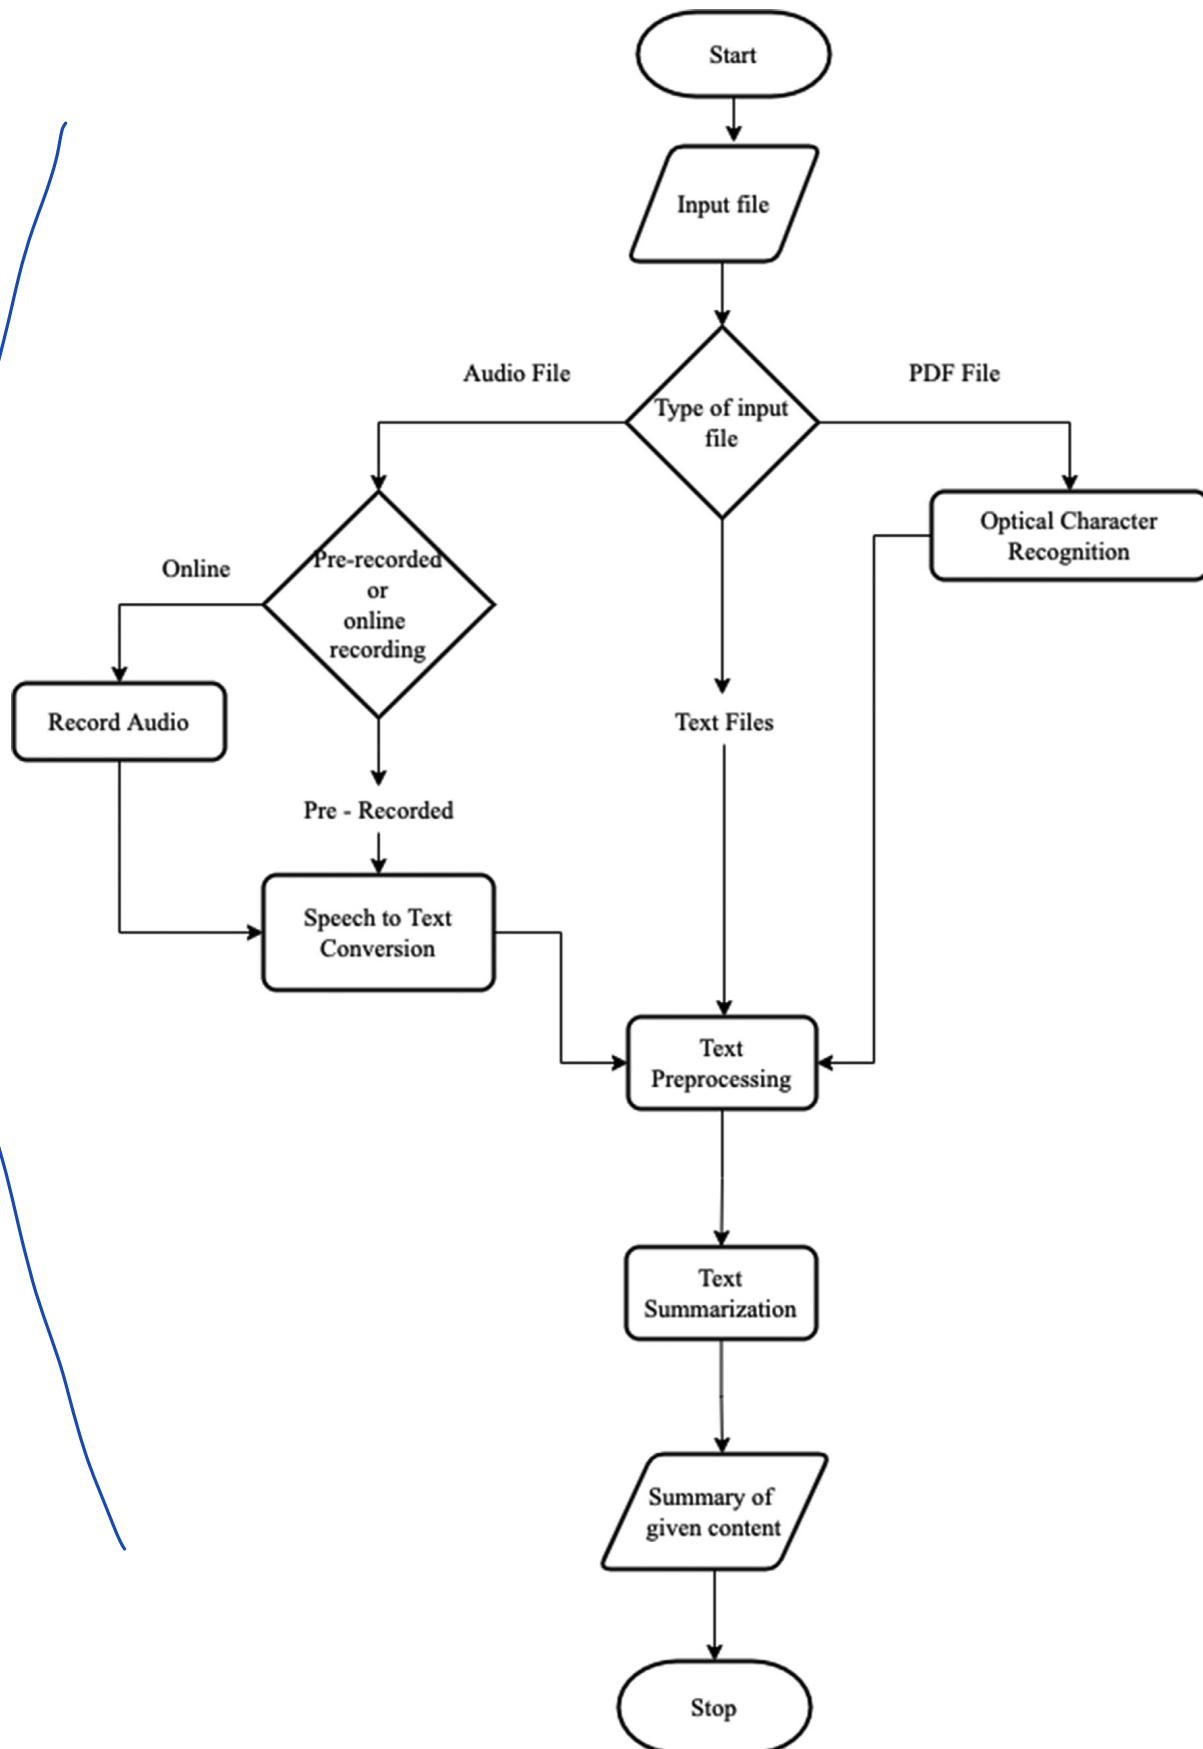 Start
Input file
Audio File
PDF File
Type of input
file
Optical Character
Recognition
Online
Pre-recorded
or
online
recording
Record Audio
Text Files
Pre - Recorded
Speech to Text
Conversion
Text
Preprocessing
Text
Summarization
Summary of
given content
Stop